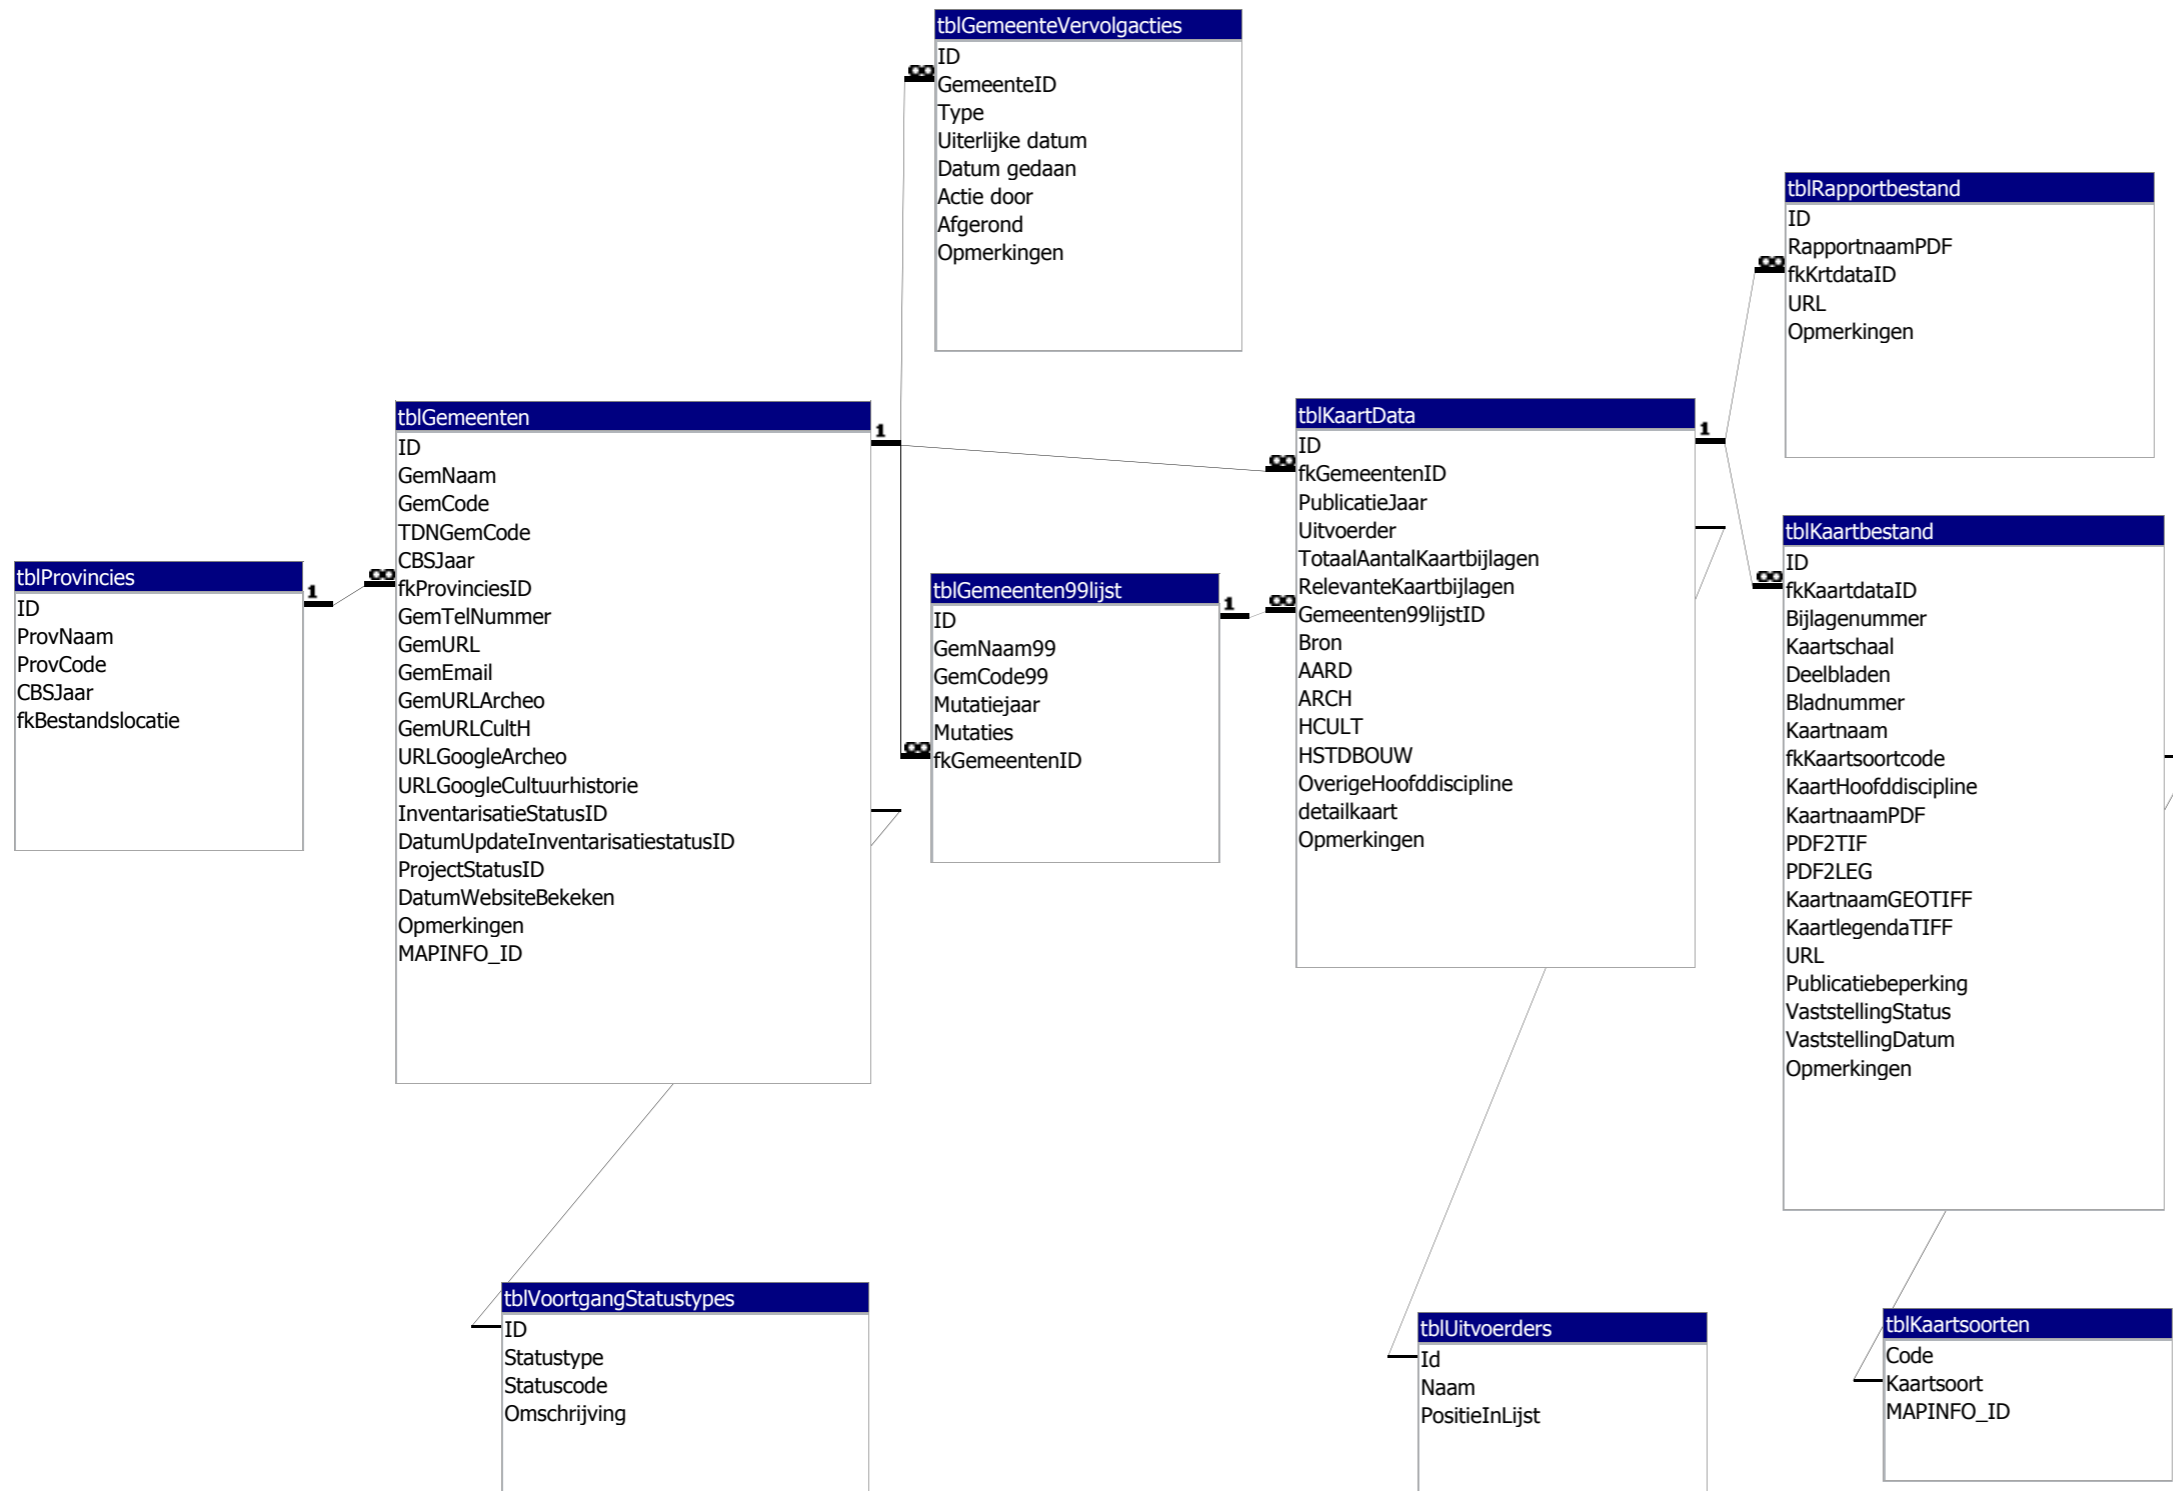 tblGemeenteVervolgacties
ID
GemeenteID
Type
Uiterlijke datum
Datum gedaan
Actie door
Afgerond
Opmerkingen
tblRapportbestand
ID
RapportnaamPDF
fkKrtdataID
URL
Opmerkingen
tblGemeenten
ID
GemNaam
GemCode
TDNGemCode
CBSJaar
fkProvinciesID
GemTelNummer
GemURL
GemEmail
GemURLArcheo
GemURLCultH
URLGoogleArcheo
URLGoogleCultuurhistorie
InventarisatieStatusID
DatumUpdateInventarisatiestatusID
ProjectStatusID
DatumWebsiteBekeken
Opmerkingen
MAPINFO_ID
tblKaartData
ID
fkGemeentenID
PublicatieJaar
Uitvoerder
TotaalAantalKaartbijlagen
RelevanteKaartbijlagen
Gemeenten99lijstID
Bron
AARD
ARCH
HCULT
HSTDBOUW
OverigeHoofddiscipline
detailkaart
Opmerkingen
tblKaartbestand
ID
fkKaartdataID
Bijlagenummer
Kaartschaal
Deelbladen
Bladnummer
Kaartnaam
fkKaartsoortcode
KaartHoofddiscipline
KaartnaamPDF
PDF2TIF
PDF2LEG
KaartnaamGEOTIFF
KaartlegendaTIFF
URL
Publicatiebeperking
VaststellingStatus
VaststellingDatum
Opmerkingen
tblProvincies
ID
ProvNaam
ProvCode
CBSJaar
fkBestandslocatie
tblGemeenten99lijst
ID
GemNaam99
GemCode99
Mutatiejaar
Mutaties
fkGemeentenID
tblVoortgangStatustypes
ID
Statustype
Statuscode
Omschrijving
tblUitvoerders
Id
Naam
PositieInLijst
tblKaartsoorten
Code
Kaartsoort
MAPINFO_ID
1
∞
1
∞
∞
∞
1
∞
1
∞
∞